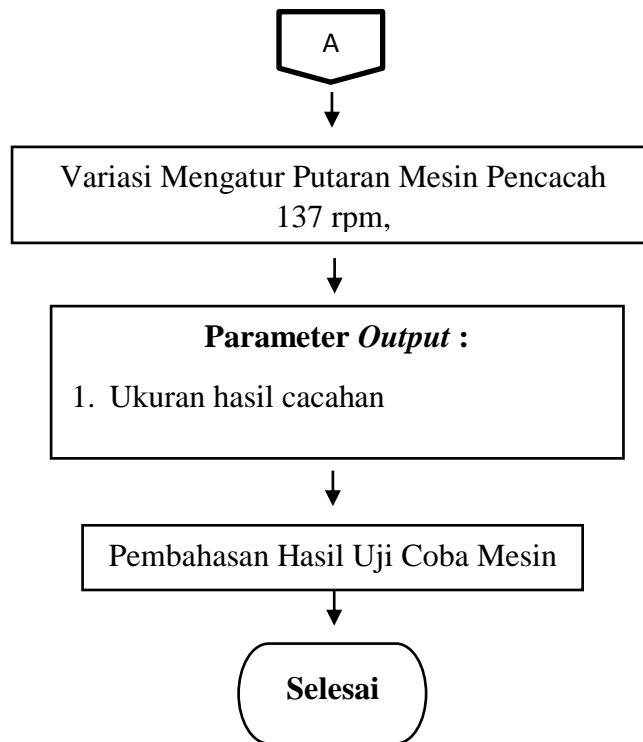 A
Variasi Mengatur Putaran Mesin Pencacah
137 rpm,
Parameter Output :
1. Ukuran hasil cacahan
Pembahasan Hasil Uji Coba Mesin
Selesai